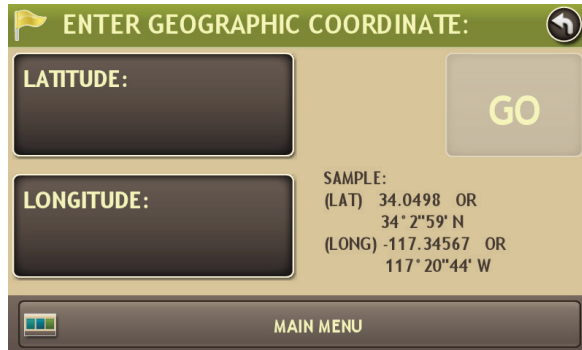 ENTER GEOGRAPHIC COORDINATE:
LATITUDE:
GO
LONGITUDE:
SAMPLE:
(LAT) 34.0498 OR
34°2"59' N
(LONG) -117.34567 OR
117°20"44' W
MAIN MENU